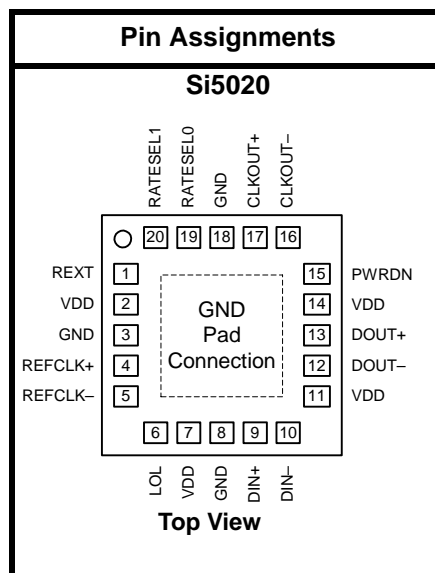 Pin Assignments
Si5020
RATESEL1
RATESEL0
GND
CLKOUT+
CLKOUT–
20 19 18 17 16
REXT 1
VDD 2
GND 3
REFCLK+ 4
REFCLK– 5
GND
Pad
Connection
15 PWRDN
14 VDD
13 DOUT+
12 DOUT–
11 VDD
6 7 8 9 10
LOL
VDD
GND
DIN+
DIN–
Top View